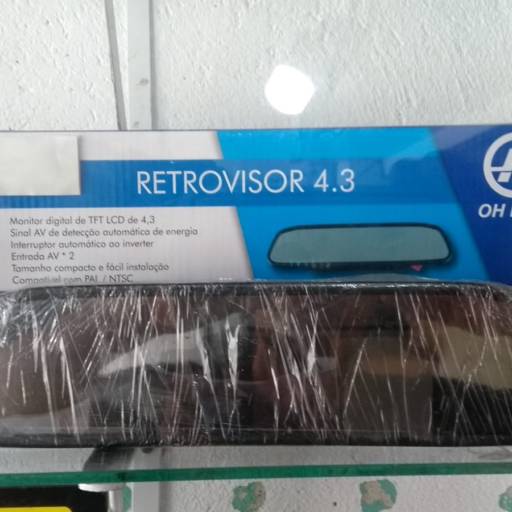 RETROVISOR 4.3
Monitor digital de TFT LCD de 4,3
Sinal AV de detecção automática de energia
Interruptor automático ao inverter
Entrada AV * 2
Tamanho compacto e fácil instalação
Compatível com PAL / NTSC
OH